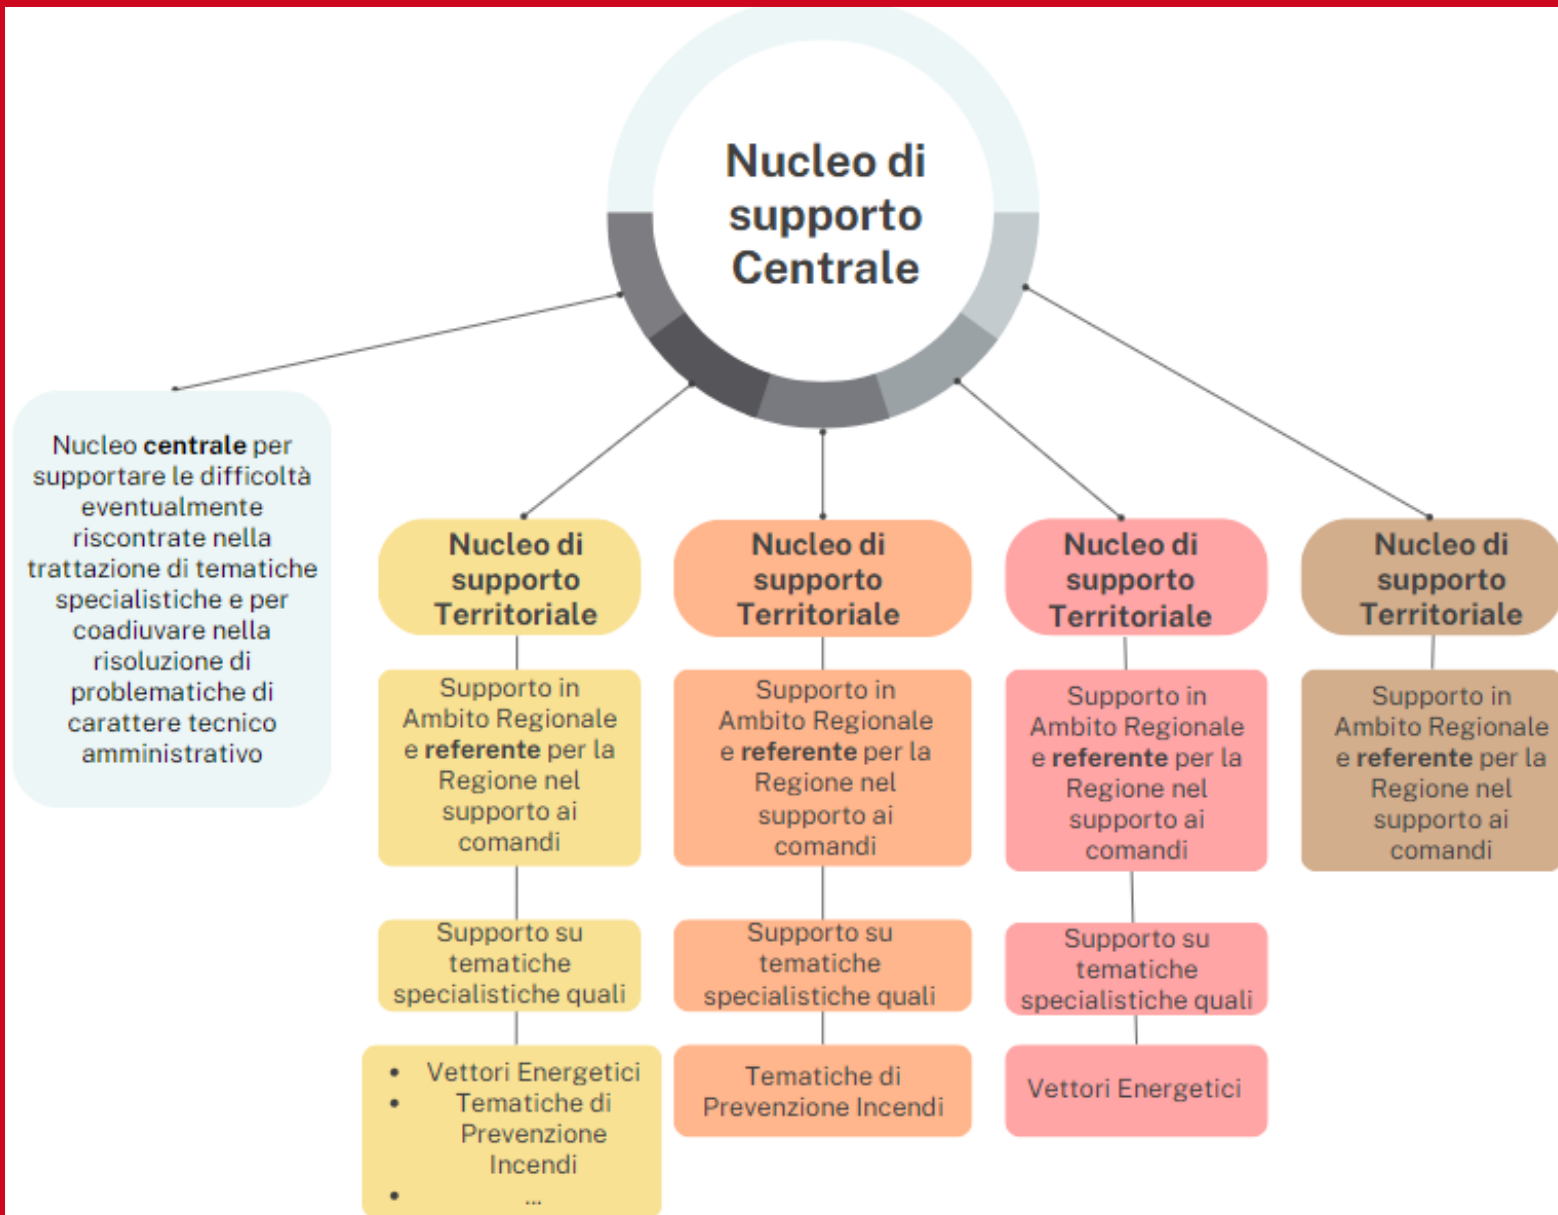 Nucleo di
supporto
Centrale
Nucleo centrale per
supportare le difficoltà
eventualmente
riscontrate nella
trattazione di tematiche
specialistiche e per
coadiuvare nella
risoluzione di
problematiche di
carattere tecnico
amministrativo
Nucleo di
supporto
Territoriale
Supporto in
Ambito Regionale
e referente per la
Regione nel
supporto ai
comandi
Supporto su
tematiche
specialistiche quali
• Vettori Energetici
• Tematiche di
Prevenzione
Incendi
• ...
Nucleo di
supporto
Territoriale
Supporto in
Ambito Regionale
e referente per la
Regione nel
supporto ai
comandi
Supporto su
tematiche
specialistiche quali
Tematiche di
Prevenzione Incendi
Nucleo di
supporto
Territoriale
Supporto in
Ambito Regionale
e referente per la
Regione nel
supporto ai
comandi
Supporto su
tematiche
specialistiche quali
Vettori Energetici
Nucleo di
supporto
Territoriale
Supporto in
Ambito Regionale
e referente per la
Regione nel
supporto ai
comandi